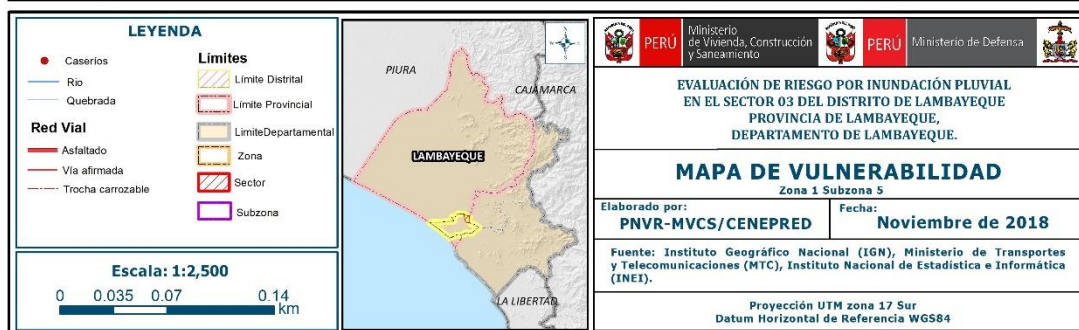 LEYENDA
Caseríos
Rio
Quebrada
Red Vial
Asfaltado
Vía afirmada
Trocha carrozable
Límites
Límite Distrital
Límite Provincial
LimiteDepartamental
Zona
Sector
Subzona
Escala: 1:2,500
0 0.035 0.07 0.14
km
PIURA
CAJAMARCA
LAMBAYEQUE
LA LIBERTAD
PERÚ
Ministerio
de Vivienda, Construcción
y Saneamiento
PERÚ
Ministerio de Defensa
EVALUACIÓN DE RIESGO POR INUNDACIÓN PLUVIAL
EN EL SECTOR 03 DEL DISTRITO DE LAMBAYEQUE
PROVINCIA DE LAMBAYEQUE,
DEPARTAMENTO DE LAMBAYEQUE.
MAPA DE VULNERABILIDAD
Zona 1 Subzona 5
Elaborado por:
PNVR-MVCS/CENEPRED
Fecha:
Noviembre de 2018
Fuente: Instituto Geográfico Nacional (IGN), Ministerio de Transportes
y Telecomunicaciones (MTC), Instituto Nacional de Estadística e Informática
(INEI).
Proyección UTM zona 17 Sur
Datum Horizontal de Referencia WGS84